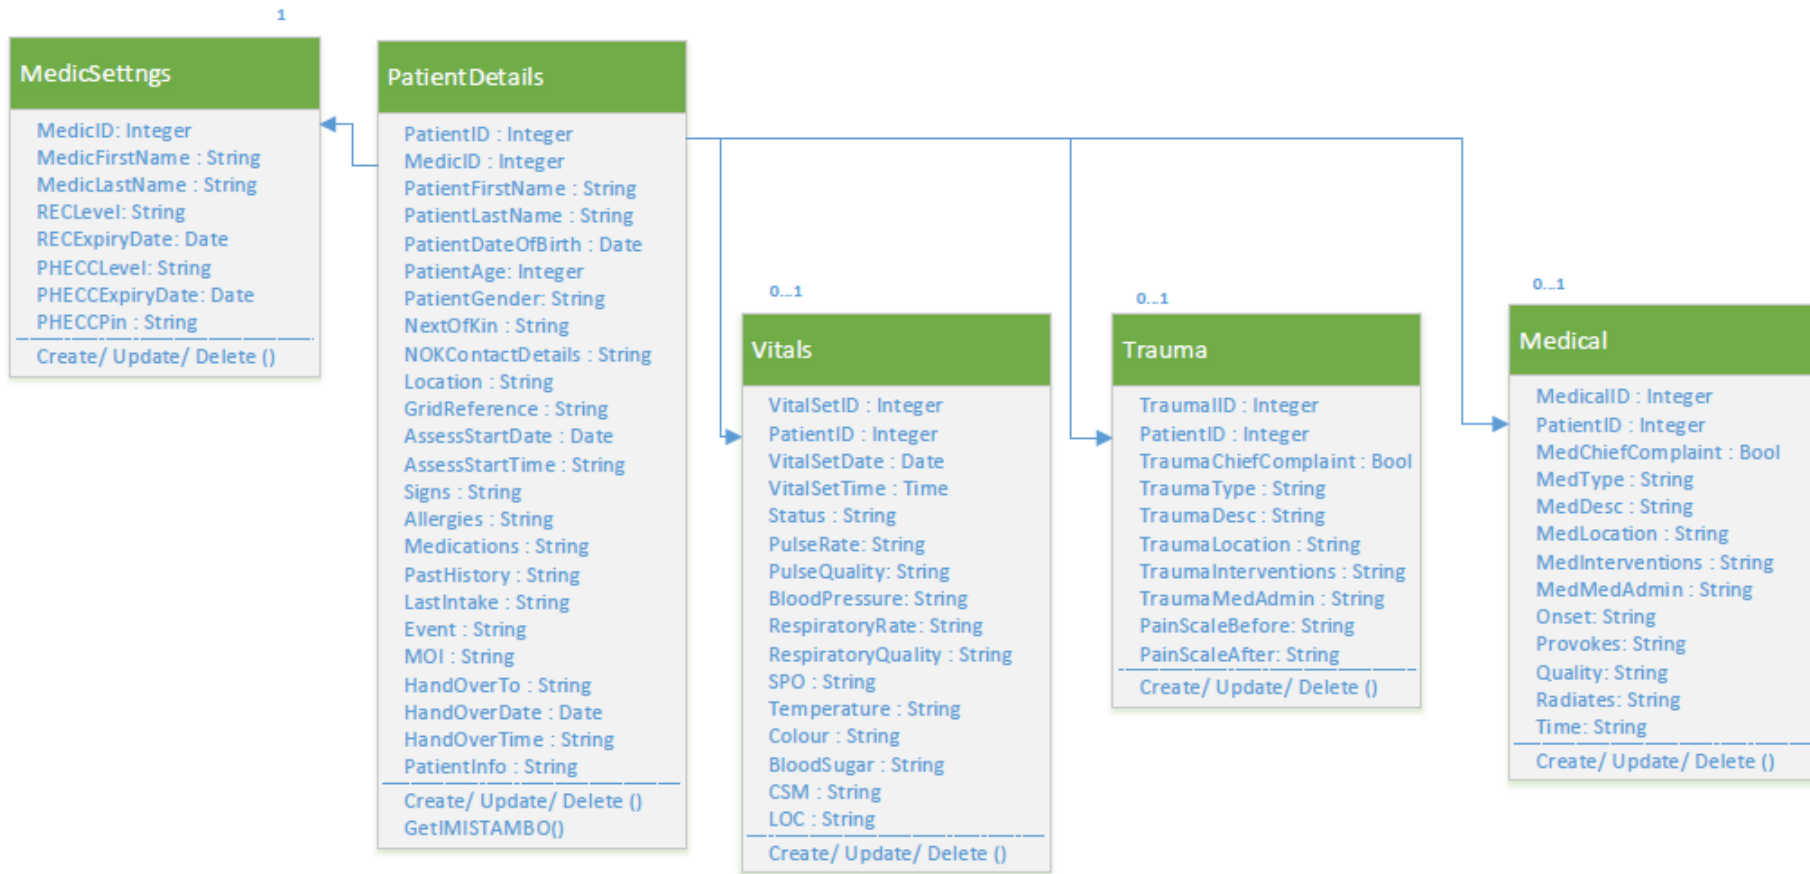 1
MedicSettngs
MedicID: Integer
MedicFirstName : String
MedicLastName : String
RECLevel: String
RECExpiryDate: Date
PHECCLevel: String
PHECCExpiryDate: Date
PHECCPin : String
Create/ Update/ Delete ()
PatientDetails
PatientID : Integer
MedicID : Integer
PatientFirstName : String
PatientLastName : String
PatientDateOfBirth : Date
PatientAge: Integer
PatientGender: String
NextOfKin : String
NOKContactDetails : String
Location : String
GridReference : String
AssessStartDate : Date
AssessStartTime : String
Signs : String
Allergies : String
Medications : String
PastHistory : String
LastIntake : String
Event : String
MOI : String
HandOverTo : String
HandOverDate : Date
HandOverTime : String
PatientInfo : String
Create/ Update/ Delete ()
GetIMISTAMBO()
0...1
Vitals
VitalSetID : Integer
PatientID : Integer
VitalSetDate : Date
VitalSetTime : Time
Status : String
PulseRate: String
PulseQuality: String
BloodPressure: String
RespiratoryRate: String
RespiratoryQuality : String
SPO : String
Temperature : String
Colour : String
BloodSugar : String
CSM : String
LOC : String
Create/ Update/ Delete ()
0...1
Trauma
TraumaIID : Integer
PatientID : Integer
TraumaChiefComplaint : Bool
TraumaType : String
TraumaDesc : String
TraumaLocation : String
TraumaInterventions : String
TraumaMedAdmin : String
PainScaleBefore: String
PainScaleAfter: String
Create/ Update/ Delete ()
0...1
Medical
MedicalID : Integer
PatientID : Integer
MedChiefComplaint : Bool
MedType : String
MedDesc : String
MedLocation : String
MedInterventions : String
MedMedAdmin : String
Onset: String
Provokes: String
Quality: String
Radiates: String
Time: String
Create/ Update/ Delete ()